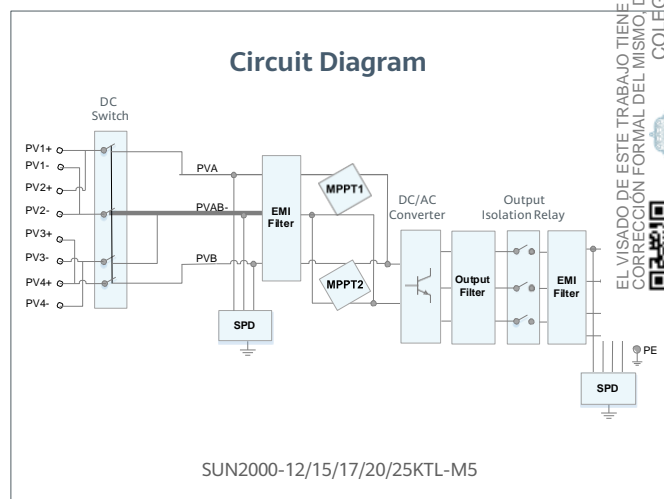 Circuit Diagram
DC
Switch
PV1+
PV1-
PV2+
PV2-
PV3+
PV3-
PV4+
PV4-
PVA
PVAB-
PVB
EMI
Filter
SPD
MPPT1
MPPT2
DC/AC
Converter
Output
Filter
Output
Isolation Relay
EMI
Filter
PE
SPD
SUN2000-12/15/17/20/25KTL-M5
EL VISADO DE ESTE TRABAJO TIENE
CORRECCIÓN FORMAL DEL MISMO,